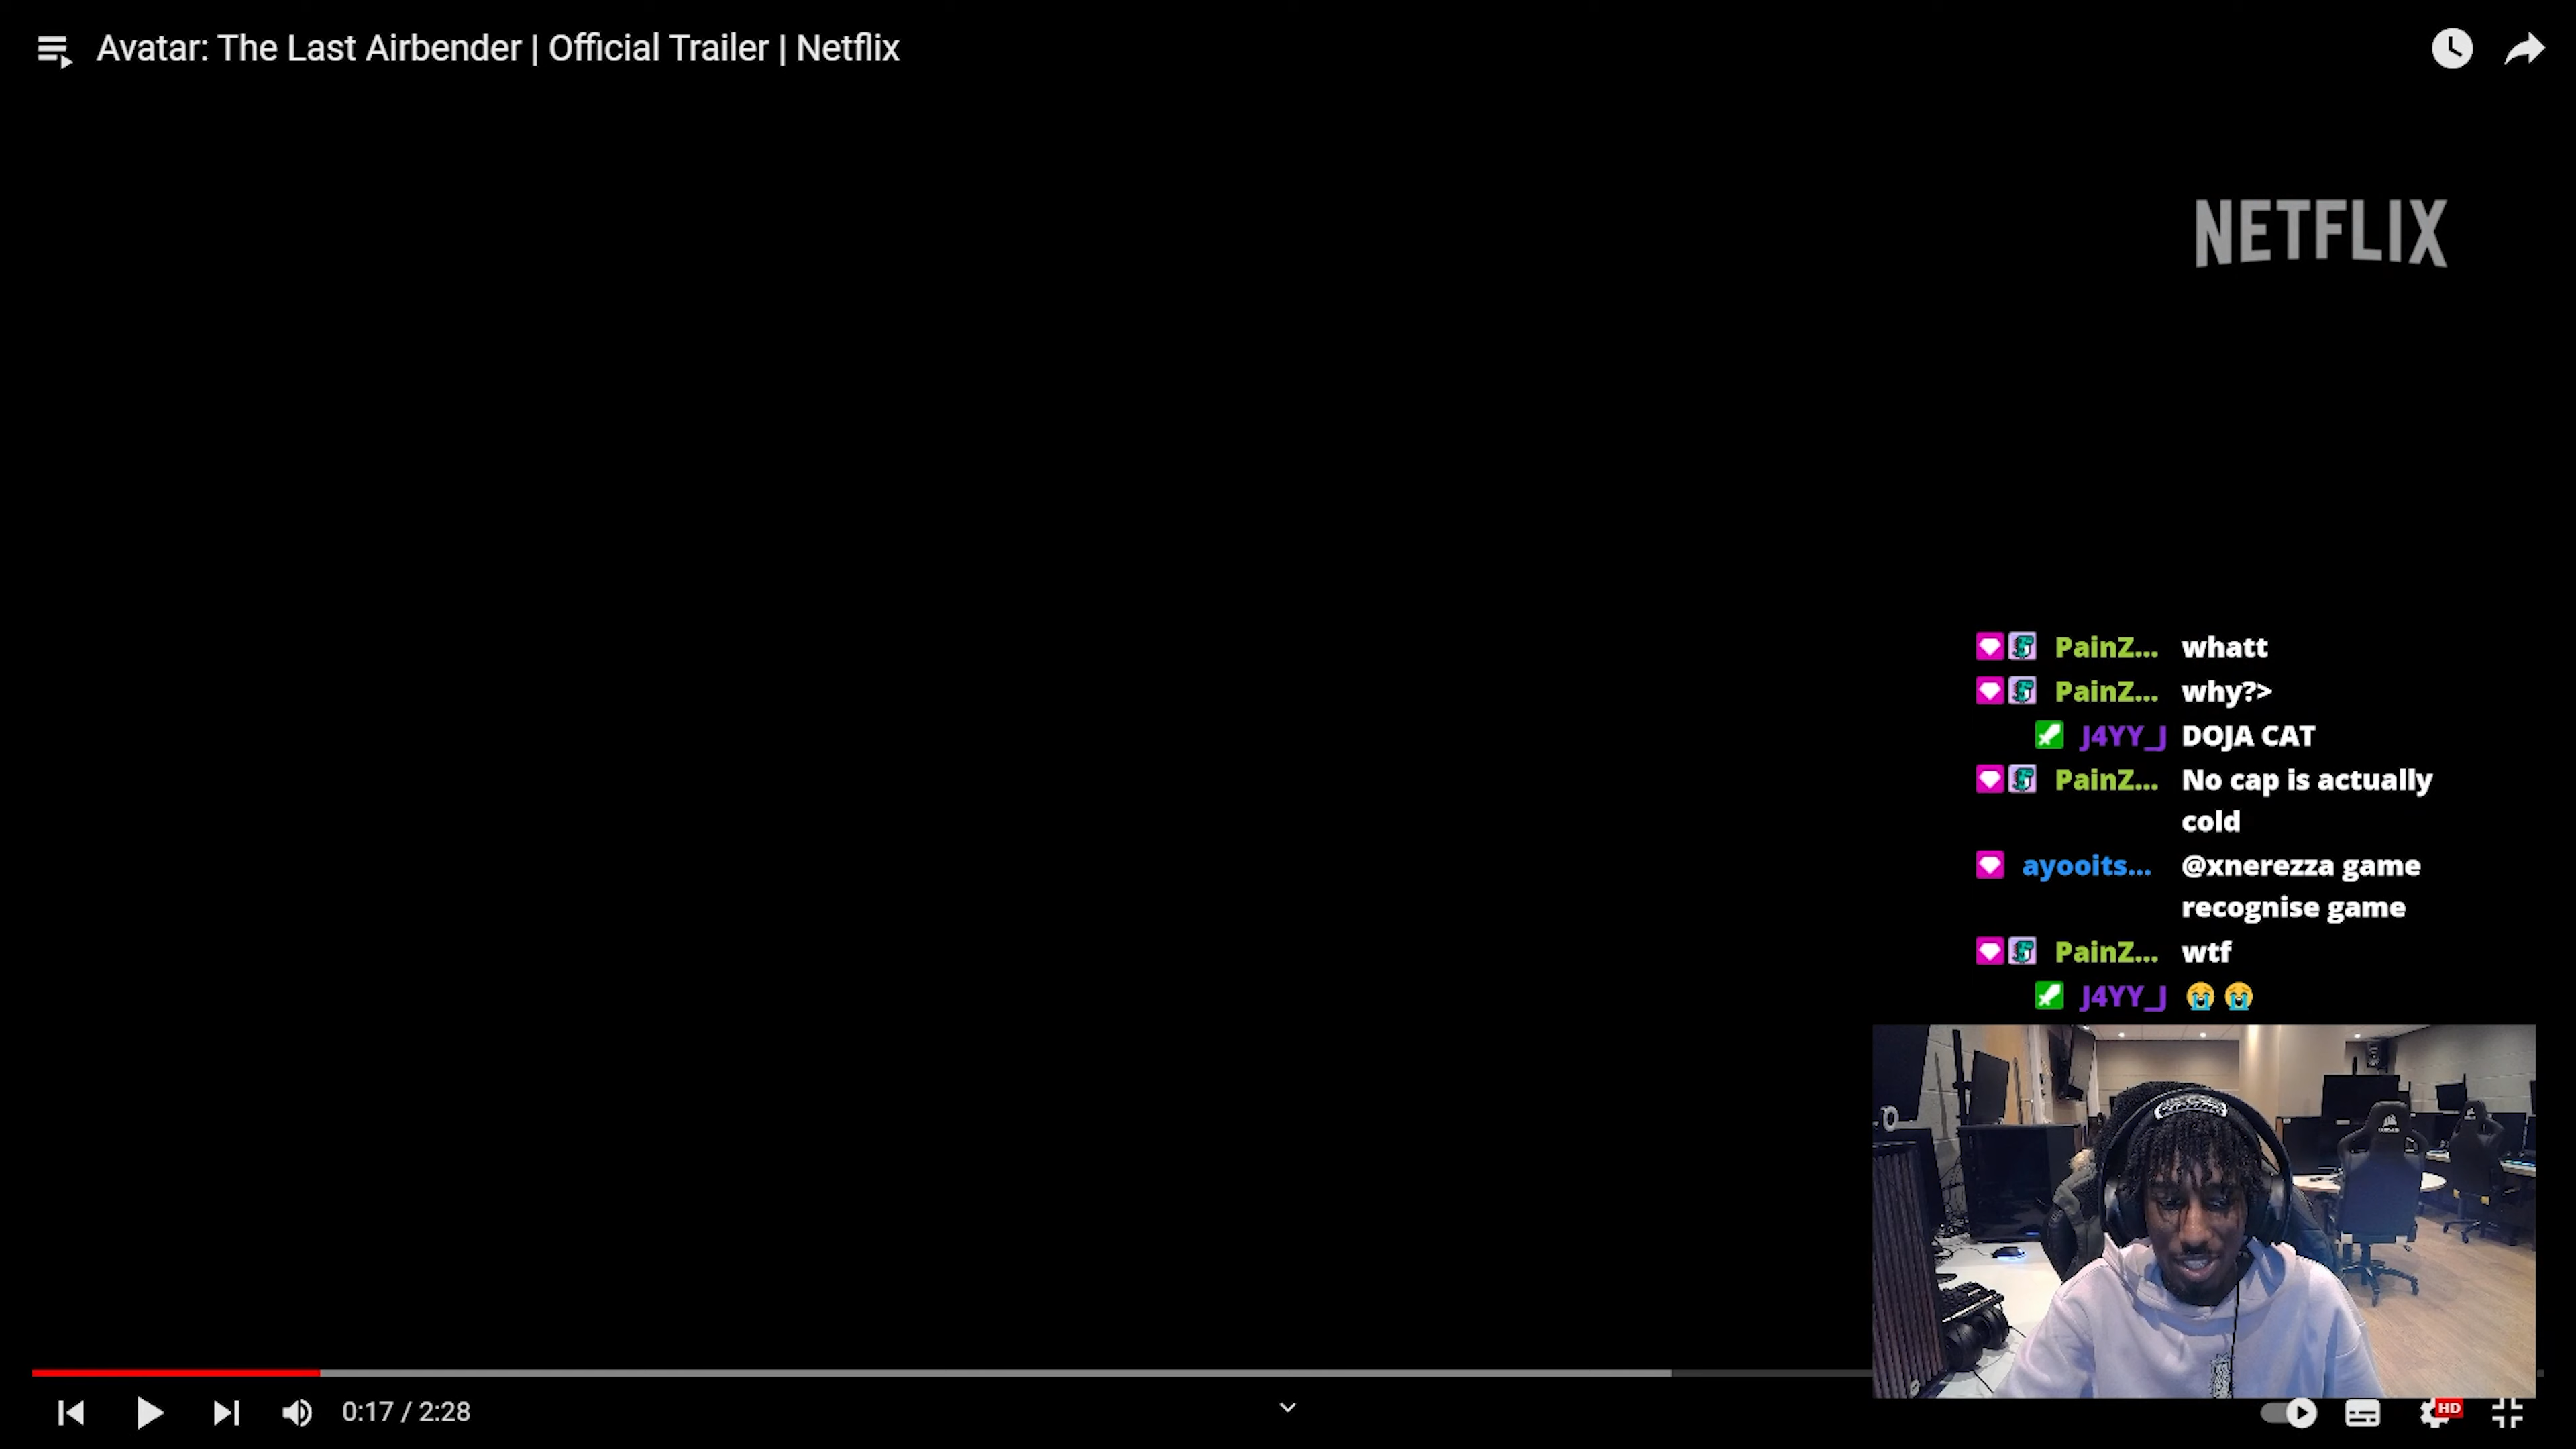 Avatar: The Last Airbender | Official Trailer | Netflix
NETFLIX
PainZ... whatt
PainZ... why?>
J4YY_J DOJA CAT
PainZ... No cap is actually
cold
ayooits... @xnerezza game
recognise game
PainZ... wtf
J4YY_J 😭 😭
0:17 / 2:28
HD